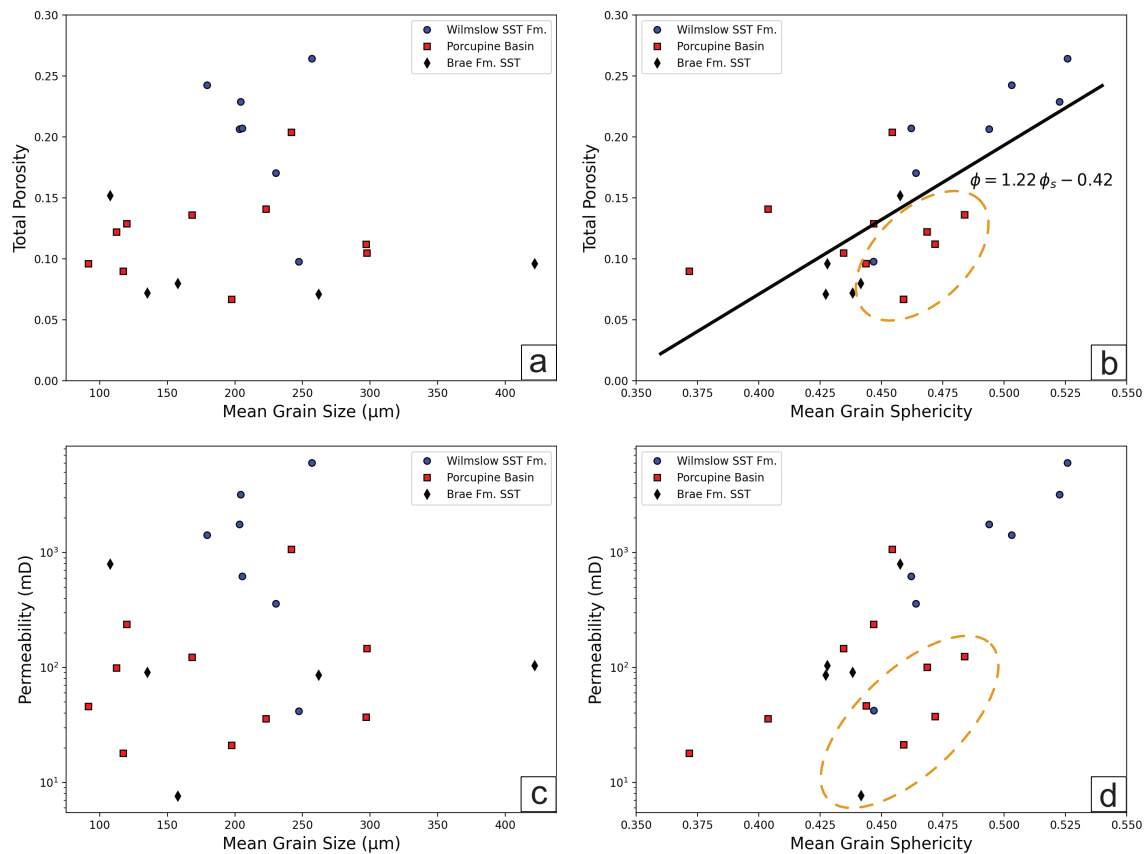 0.30
0.25
0.20
0.15
0.10
0.05
0.00
Total Porosity
Wilmslow SST Fm.
Porcupine Basin
Brae Fm. SST
a
100 150 200 250 300 350 400
Mean Grain Size (μm)
0.30
0.25
0.20
0.15
0.10
0.05
0.00
Total Porosity
Wilmslow SST Fm.
Porcupine Basin
Brae Fm. SST
ϕ = 1.22 ϕₛ − 0.42
b
0.350 0.375 0.400 0.425 0.450 0.475 0.500 0.525 0.550
Mean Grain Sphericity
10³
10²
10¹
Permeability (mD)
Wilmslow SST Fm.
Porcupine Basin
Brae Fm. SST
c
100 150 200 250 300 350 400
Mean Grain Size (μm)
10³
10²
10¹
Permeability (mD)
Wilmslow SST Fm.
Porcupine Basin
Brae Fm. SST
d
0.350 0.375 0.400 0.425 0.450 0.475 0.500 0.525 0.550
Mean Grain Sphericity